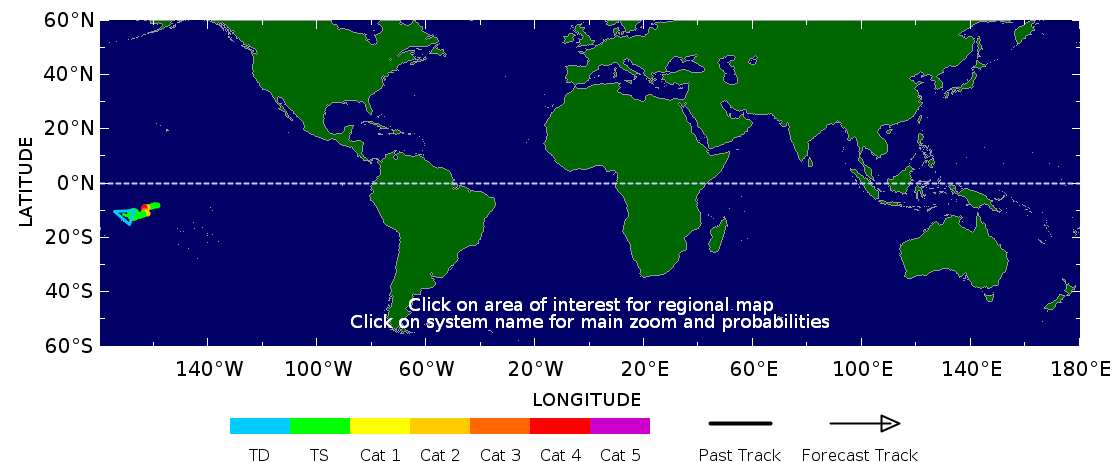 60°N
40°N
20°N
0°N
20°S
40°S
60°S
LATITUDE
Click on area of interest for regional map
Click on system name for main zoom and probabilities
140°W 100°W 60°W 20°W 20°E 60°E 100°E 140°E 180°E
LONGITUDE
TD TS Cat 1 Cat 2 Cat 3 Cat 4 Cat 5 Past Track Forecast Track